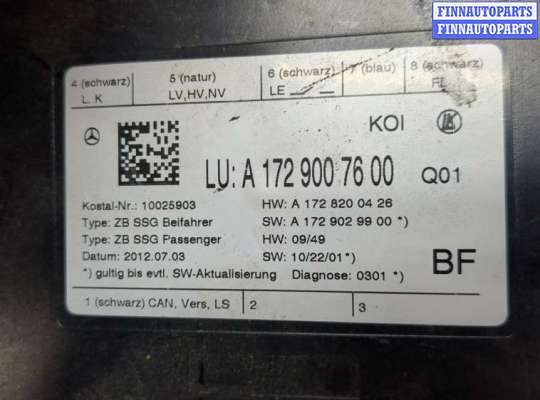 FINNAUTOPARTS
FINNAUTOPARTS
4 (schwarz) 5 (natur) 6 (schwarz) 7 (blau) 8 (schwarz)
L. K LV,HV,NV LE
KOI
LU: A 172 900 76 00 Q01
Kostal-Nr.: 10025903 HW: A 172 820 04 26
Type: ZB SSG Beifahrer SW: A 172 902 99 00 *)
Type: ZB SSG Passenger HW: 09/49
Datum: 2012.07.03 SW: 10/22/01*) BF
*) gultig bis evtl. SW-Aktualisierung Diagnose: 0301 *)
1 (schwarz) CAN, Vers, LS 2 3